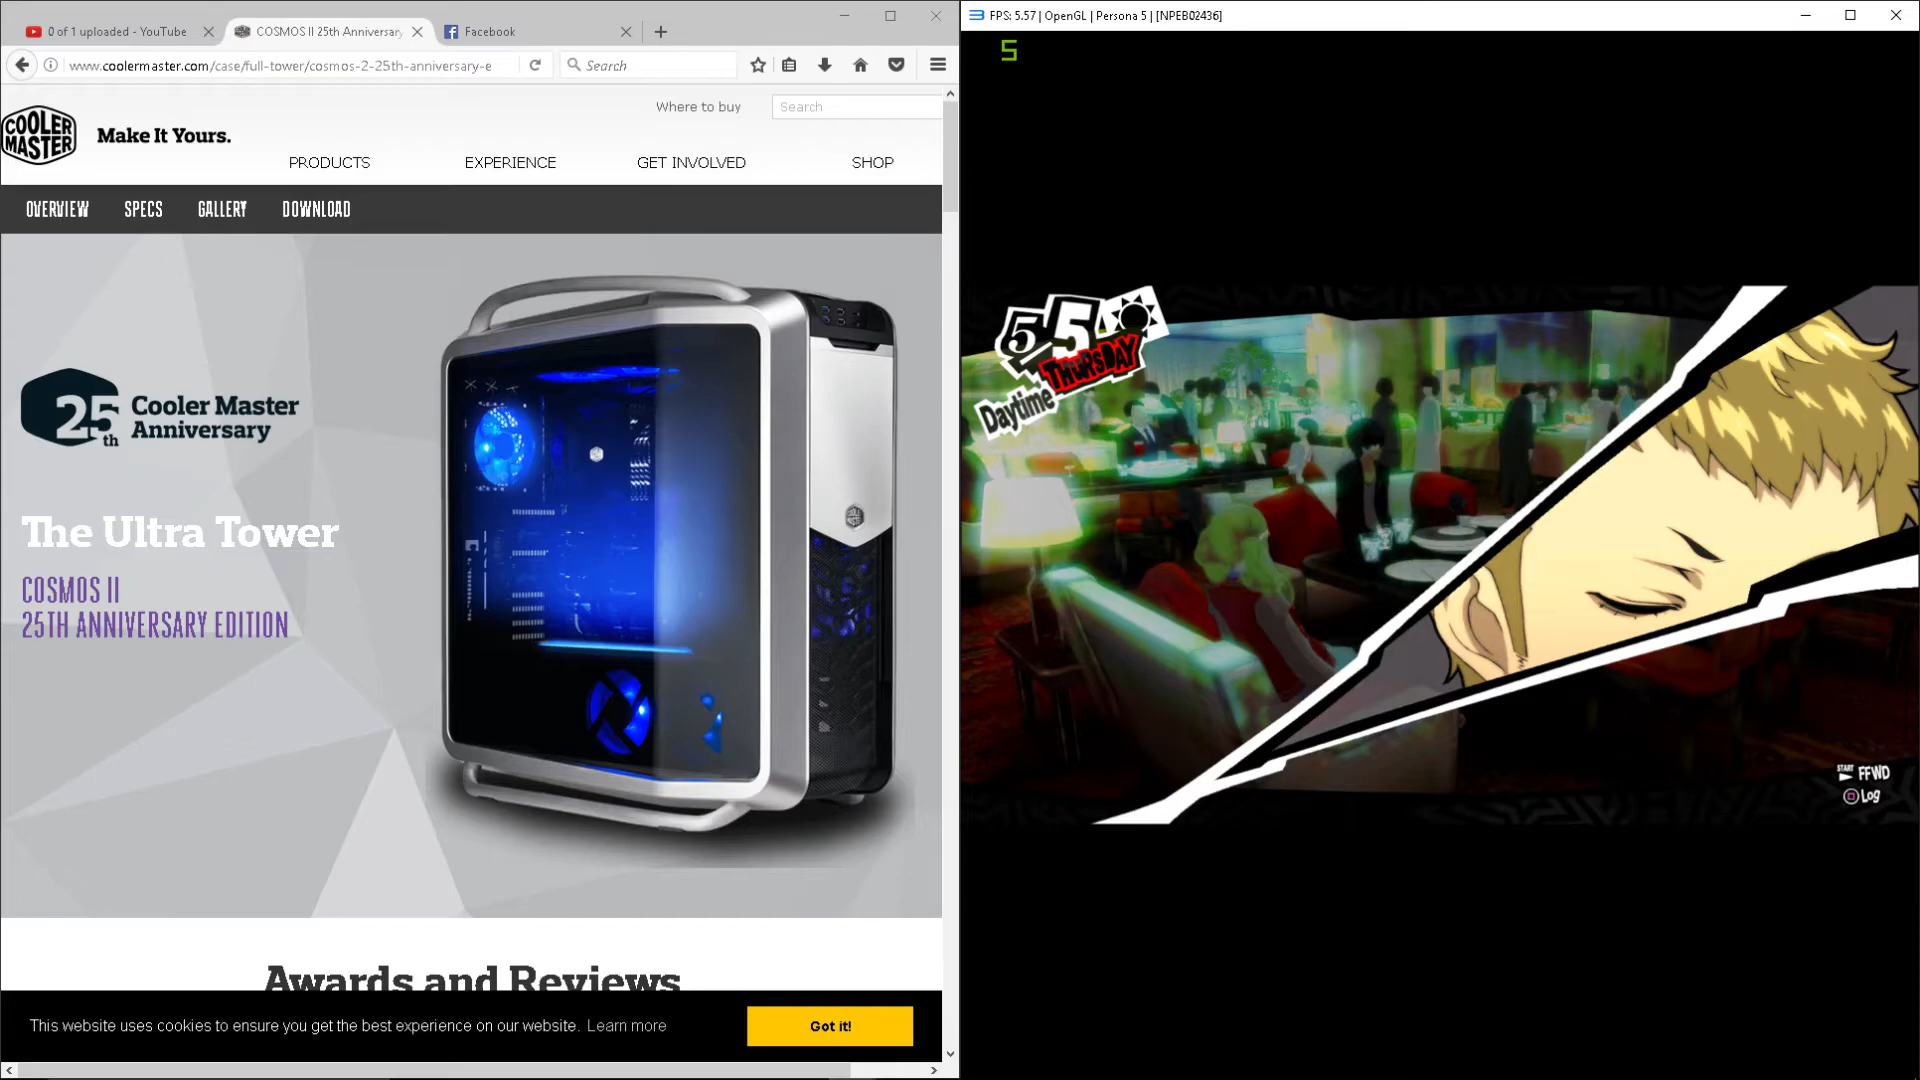 0 of 1 uploaded - YouTube
COSMOS II 25th Anniversary
Facebook
www.coolermaster.com/case/full-tower/cosmos-2-25th-anniversary-e
Search
Where to buy
Search
COOLER MASTER
Make It Yours.
PRODUCTS
EXPERIENCE
GET INVOLVED
SHOP
OVERVIEW
SPECS
GALLERY
DOWNLOAD
25th
Cooler Master
Anniversary
The Ultra Tower
COSMOS II
25TH ANNIVERSARY EDITION
Awards and Reviews
This website uses cookies to ensure you get the best experience on our website. Learn more
Got it!
FPS: 5.57 | OpenGL | Persona 5 | [NPEB02436]
5
5/5
THURSDAY
Daytime
START FFWD
Log